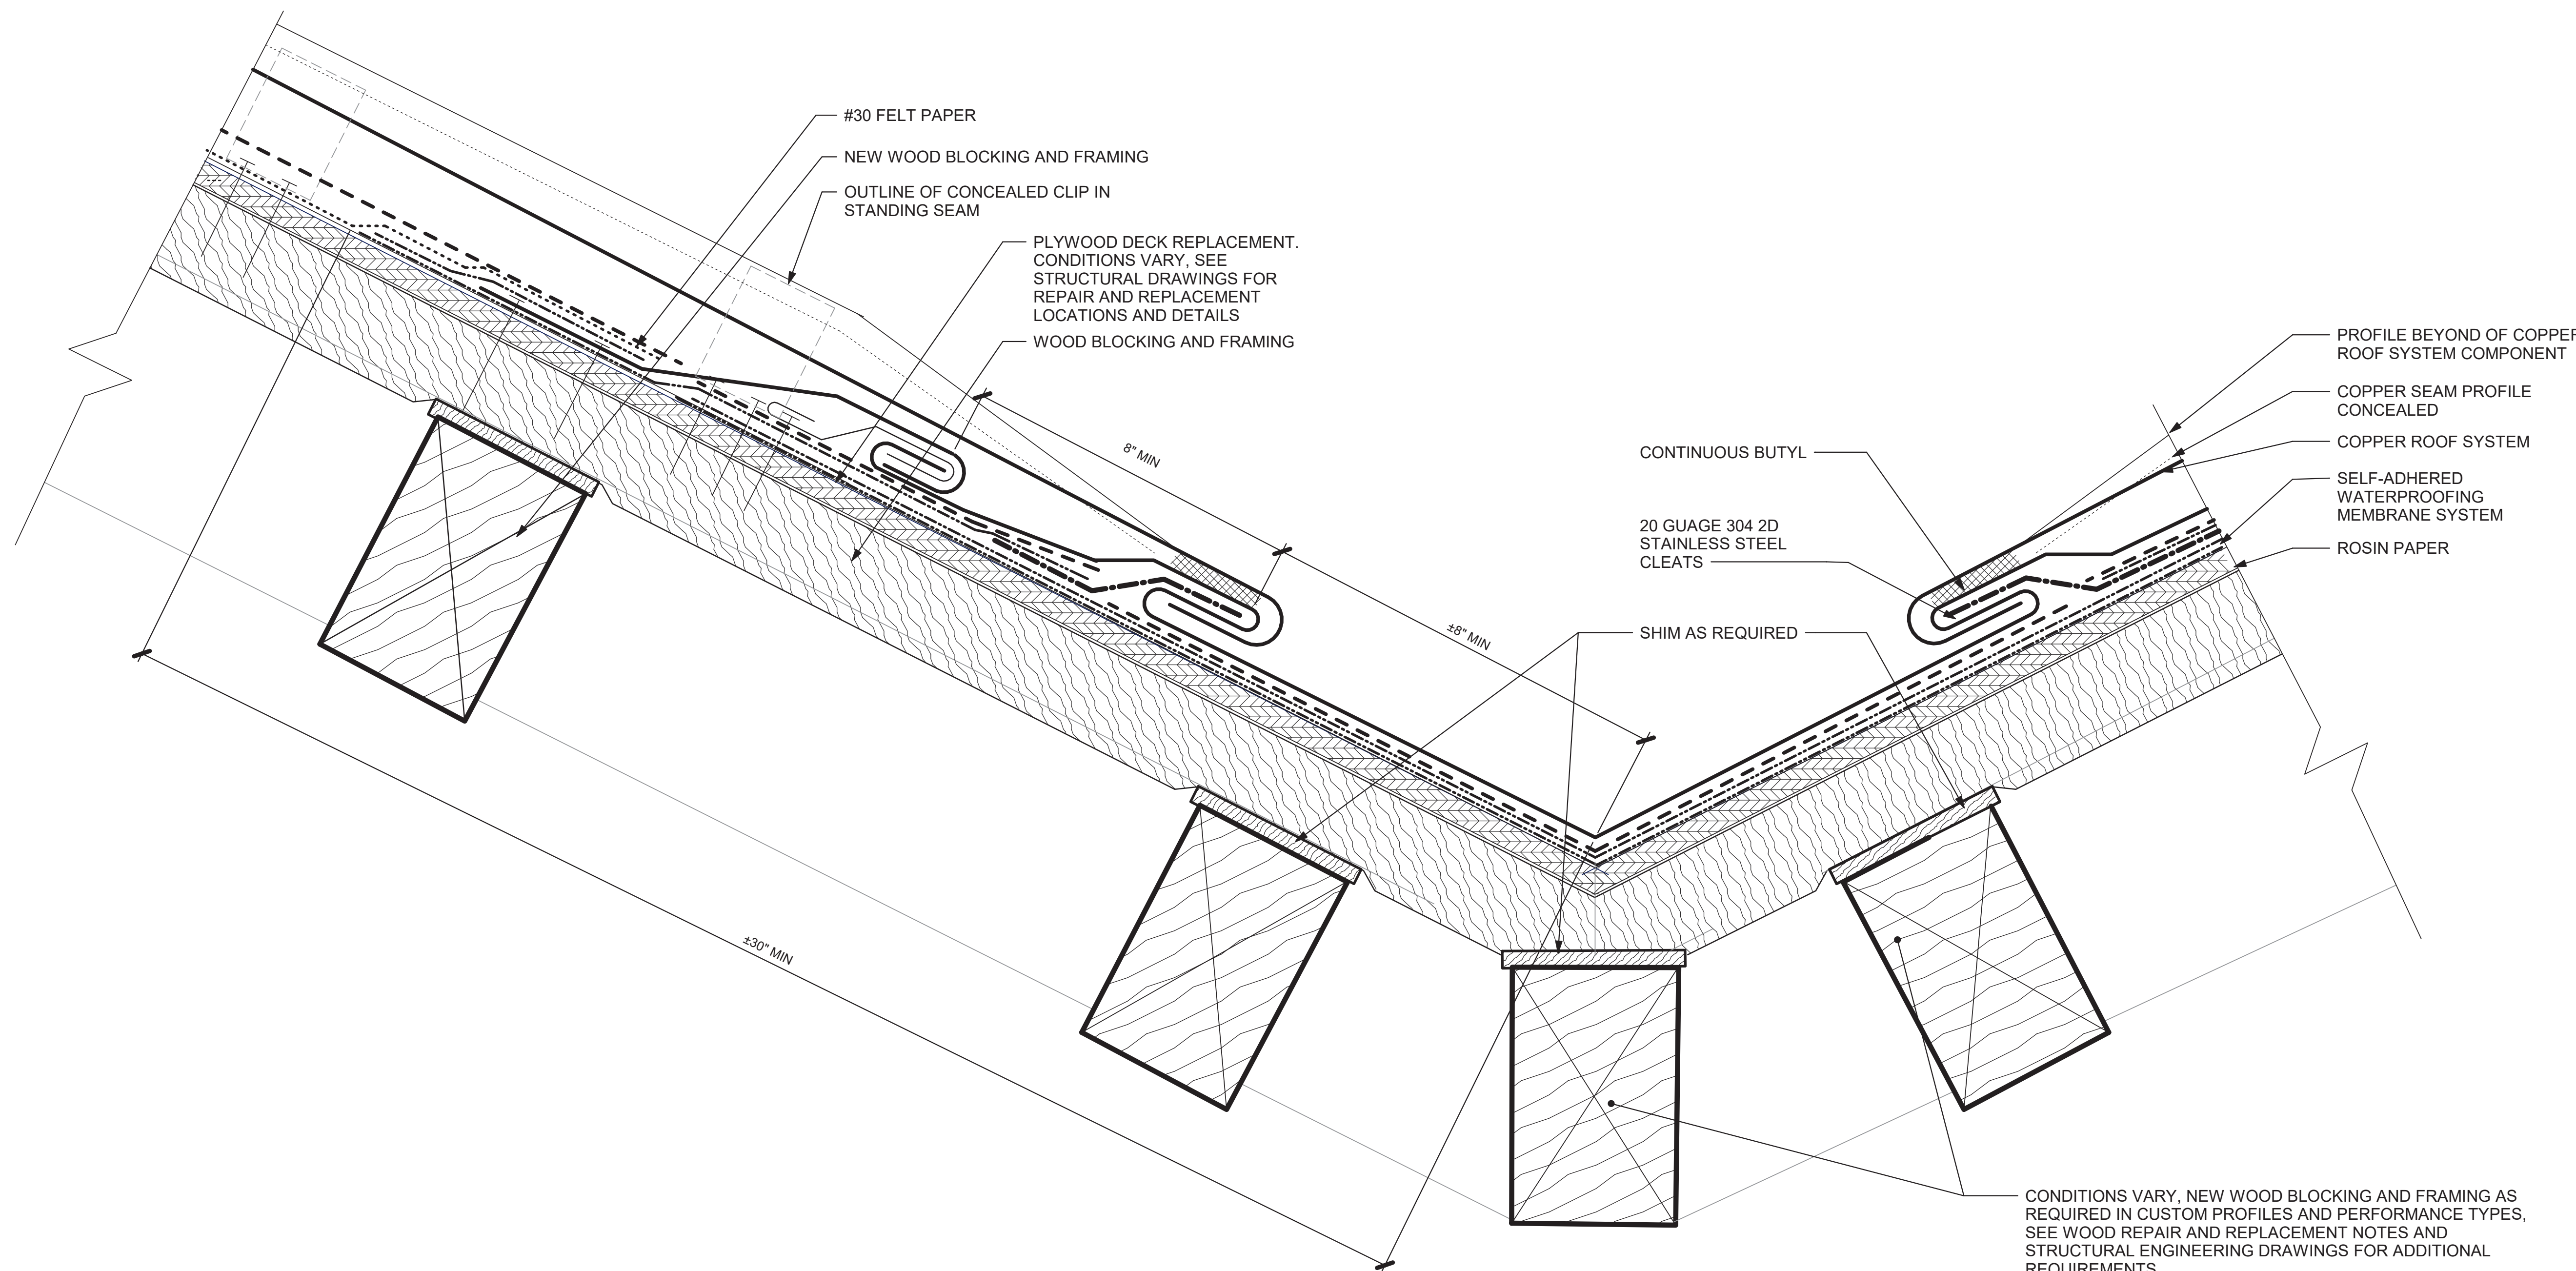 #30 FELT PAPER
NEW WOOD BLOCKING AND FRAMING
OUTLINE OF CONCEALED CLIP IN
STANDING SEAM
PLYWOOD DECK REPLACEMENT.
CONDITIONS VARY, SEE
STRUCTURAL DRAWINGS FOR
REPAIR AND REPLACEMENT
LOCATIONS AND DETAILS
WOOD BLOCKING AND FRAMING
8" MIN
±8" MIN
±30" MIN
CONTINUOUS BUTYL
20 GUAGE 304 2D
STAINLESS STEEL
CLEATS
SHIM AS REQUIRED
PROFILE BEYOND OF COPPER
ROOF SYSTEM COMPONENT
COPPER SEAM PROFILE
CONCEALED
COPPER ROOF SYSTEM
SELF-ADHERED
WATERPROOFING
MEMBRANE SYSTEM
ROSIN PAPER
CONDITIONS VARY, NEW WOOD BLOCKING AND FRAMING AS
REQUIRED IN CUSTOM PROFILES AND PERFORMANCE TYPES,
SEE WOOD REPAIR AND REPLACEMENT NOTES AND
STRUCTURAL ENGINEERING DRAWINGS FOR ADDITIONAL
REQUIREMENTS